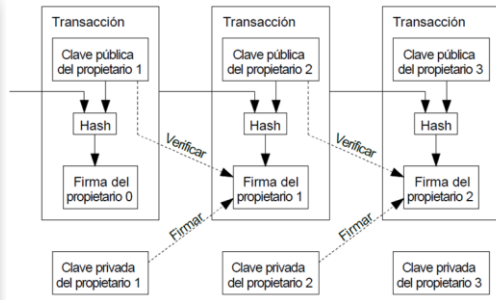 Transacción
Transacción
Transacción
Clave pública
del propietario 1
Clave pública
del propietario 2
Clave pública
del propietario 3
Hash
Hash
Hash
Verificar
Verificar
Firma del
propietario 0
Firma del
propietario 1
Firma del
propietario 2
Firmar
Firmar
Clave privada
del propietario 1
Clave privada
del propietario 2
Clave privada
del propietario 3